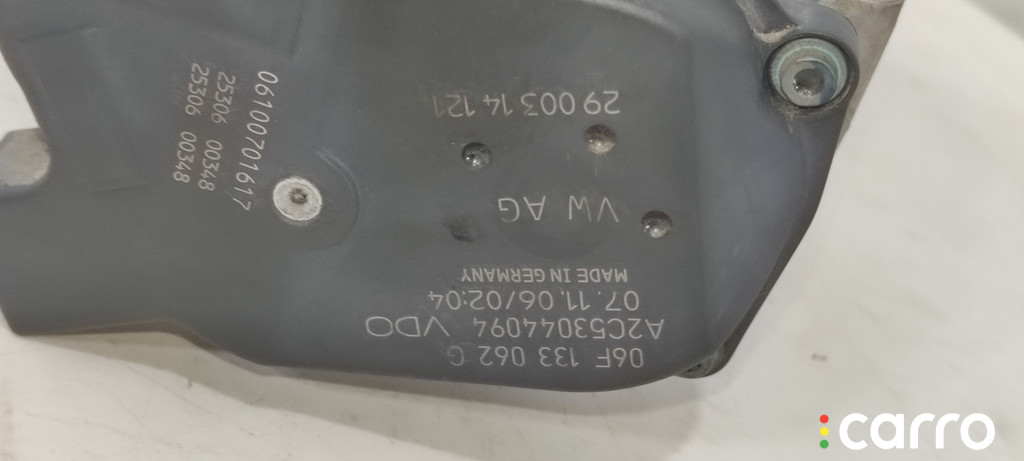 06F 133 062 G
A2C53044094 VDO
07.11.06/02:04
MADE IN GERMANY
VW AG
29 003 14 121
06100701617
25306 00348
25306 00348
carro